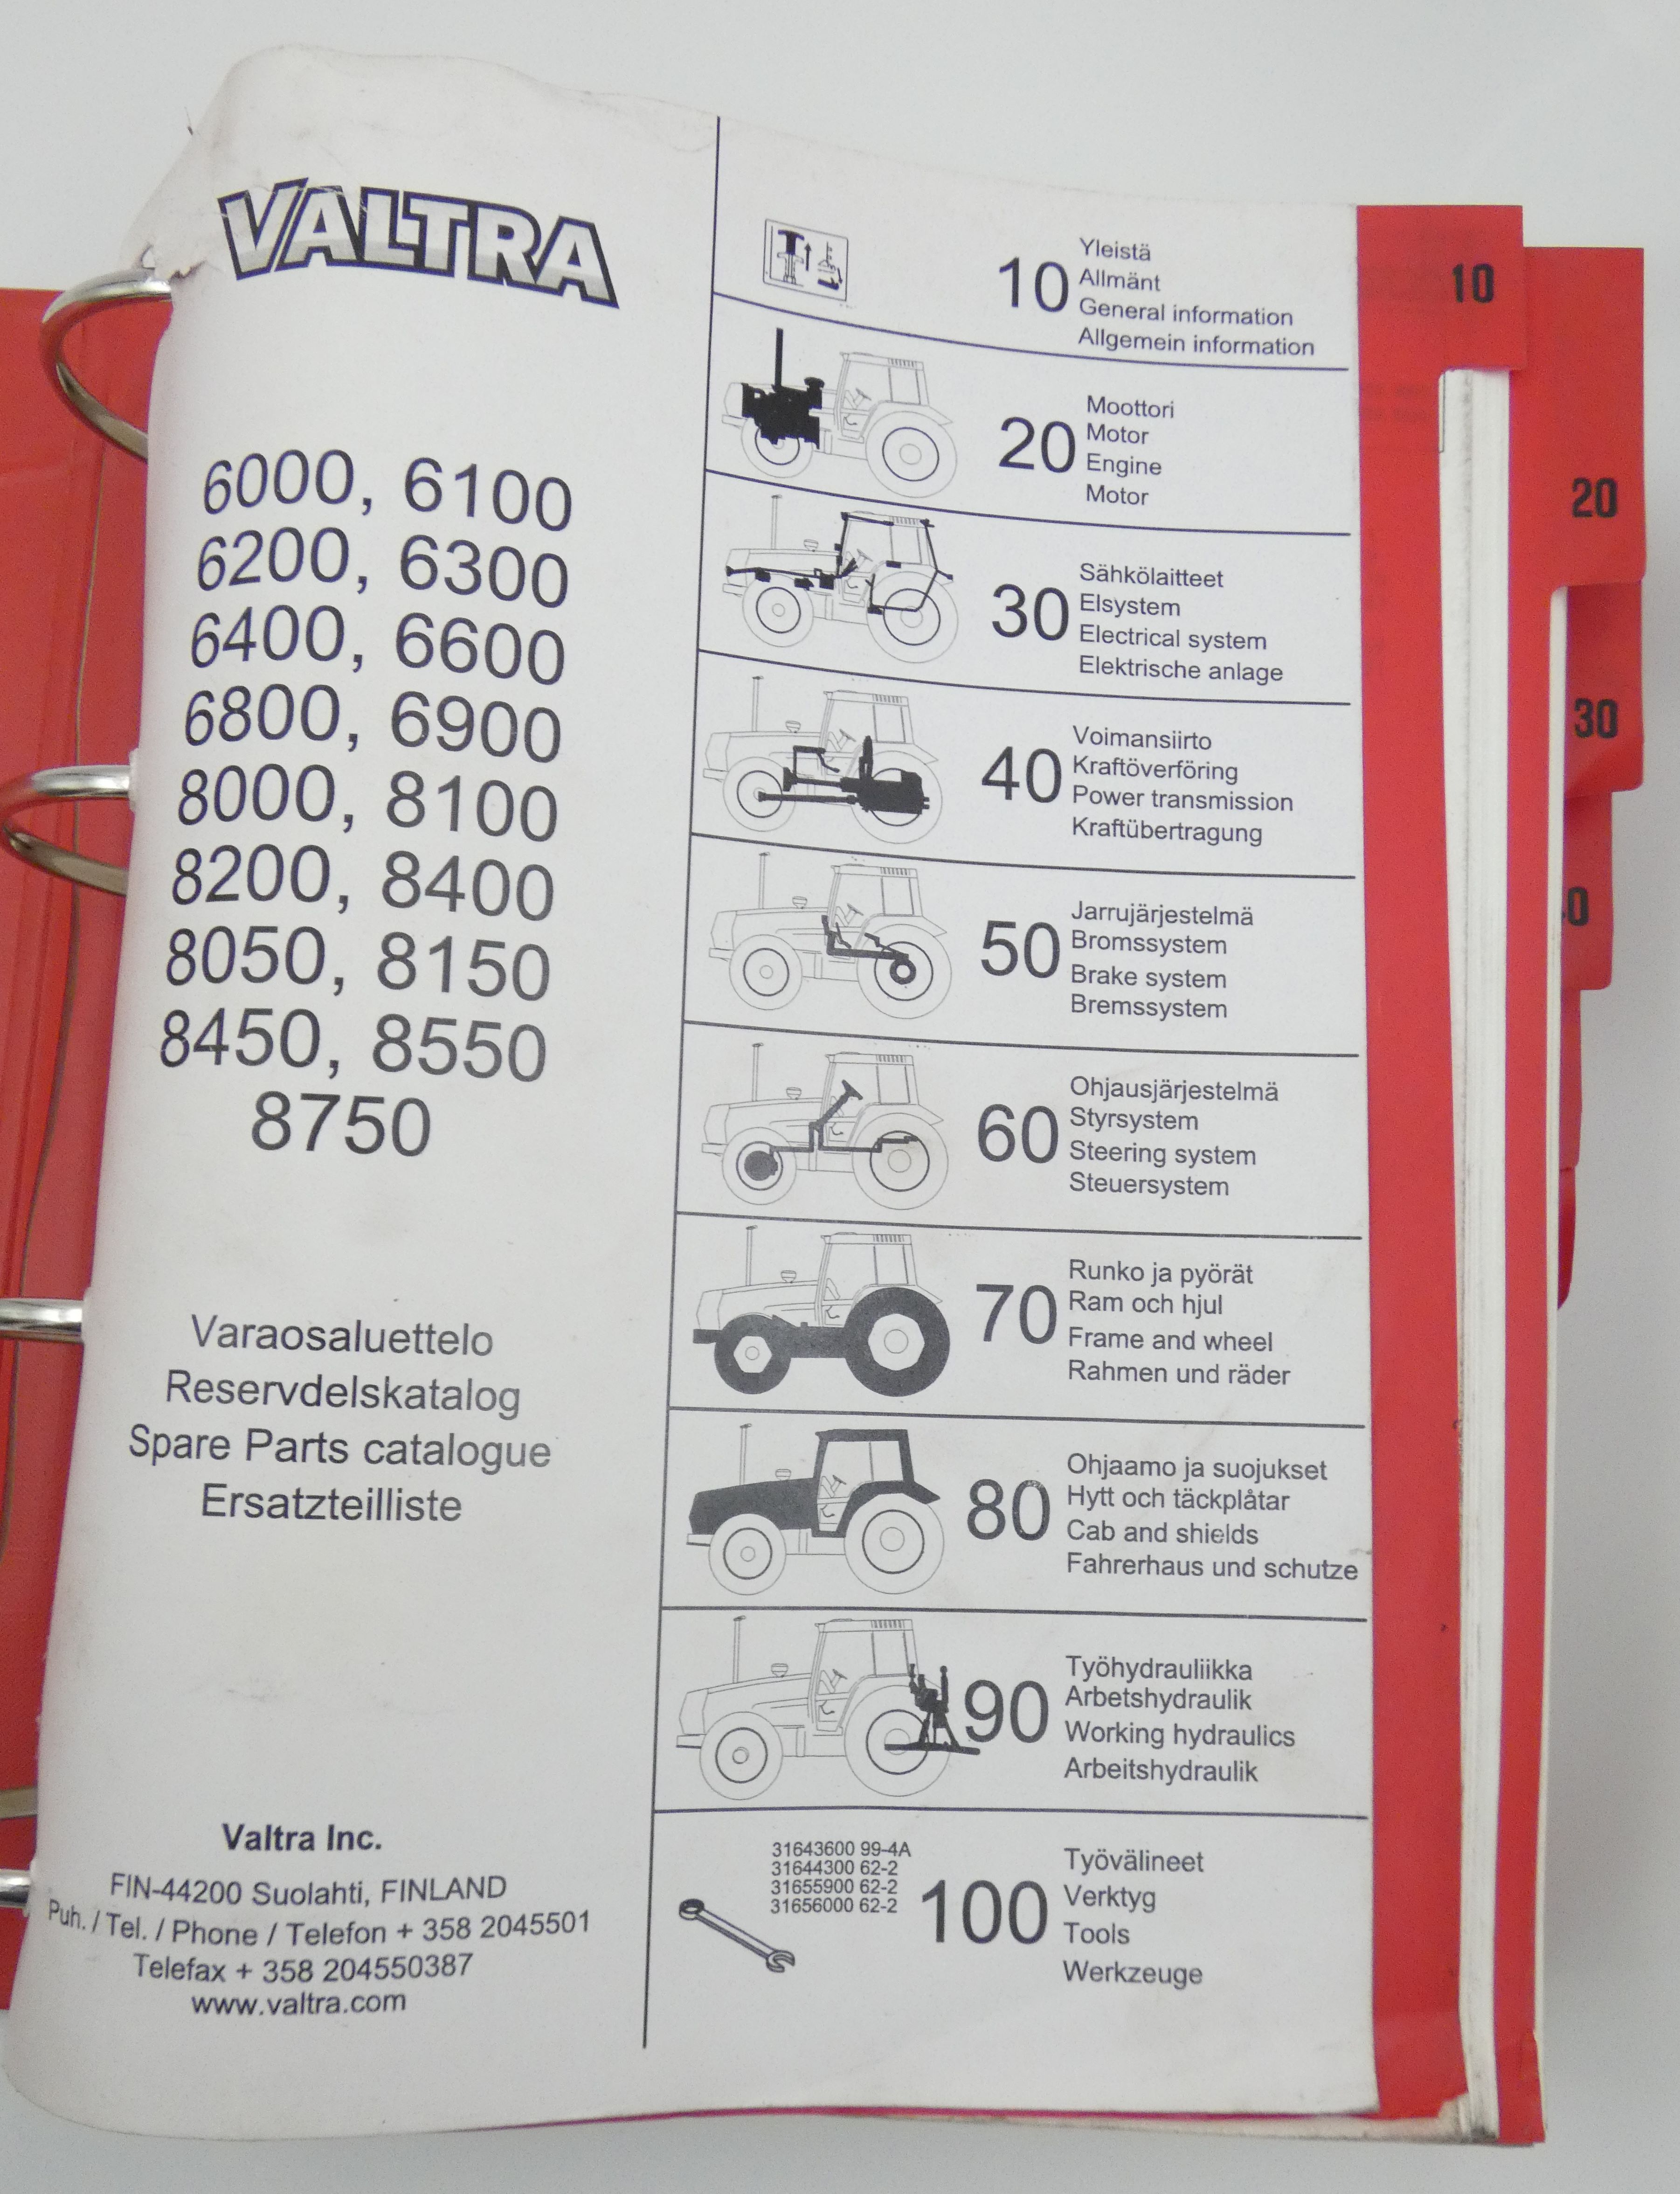 VALTRA
6000, 6100
6200, 6300
6400, 6600
6800, 6900
8000, 8100
8200, 8400
8050, 8150
8450, 8550
8750
Varaosaluettelo
Reservdelskatalog
Spare Parts catalogue
Ersatzteilliste
Valtra Inc.
FIN-44200 Suolahti, FINLAND
Puh. / Tel. / Phone / Telefon + 358 2045501
Telefax + 358 204550387
www.valtra.com
10
Yleistä
Allmänt
General information
Allgemein information
20
Moottori
Motor
Engine
Motor
30
Sähkölaitteet
Elsystem
Electrical system
Elektrische anlage
40
Voimansiirto
Kraftöverföring
Power transmission
Kraftübertragung
50
Jarrujärjestelmä
Bromssystem
Brake system
Bremssystem
60
Ohjausjärjestelmä
Styrsystem
Steering system
Steuersystem
70
Runko ja pyörät
Ram och hjul
Frame and wheel
Rahmen und räder
80
Ohjaamo ja suojukset
Hytt och täckplåtar
Cab and shields
Fahrerhaus und schutze
90
Työhydrauliikka
Arbetshydraulik
Working hydraulics
Arbeitshydraulik
31643600 99-4A
31644300 62-2
31655900 62-2
31656000 62-2
100
Työvälineet
Verktyg
Tools
Werkzeuge
10
20
30
0